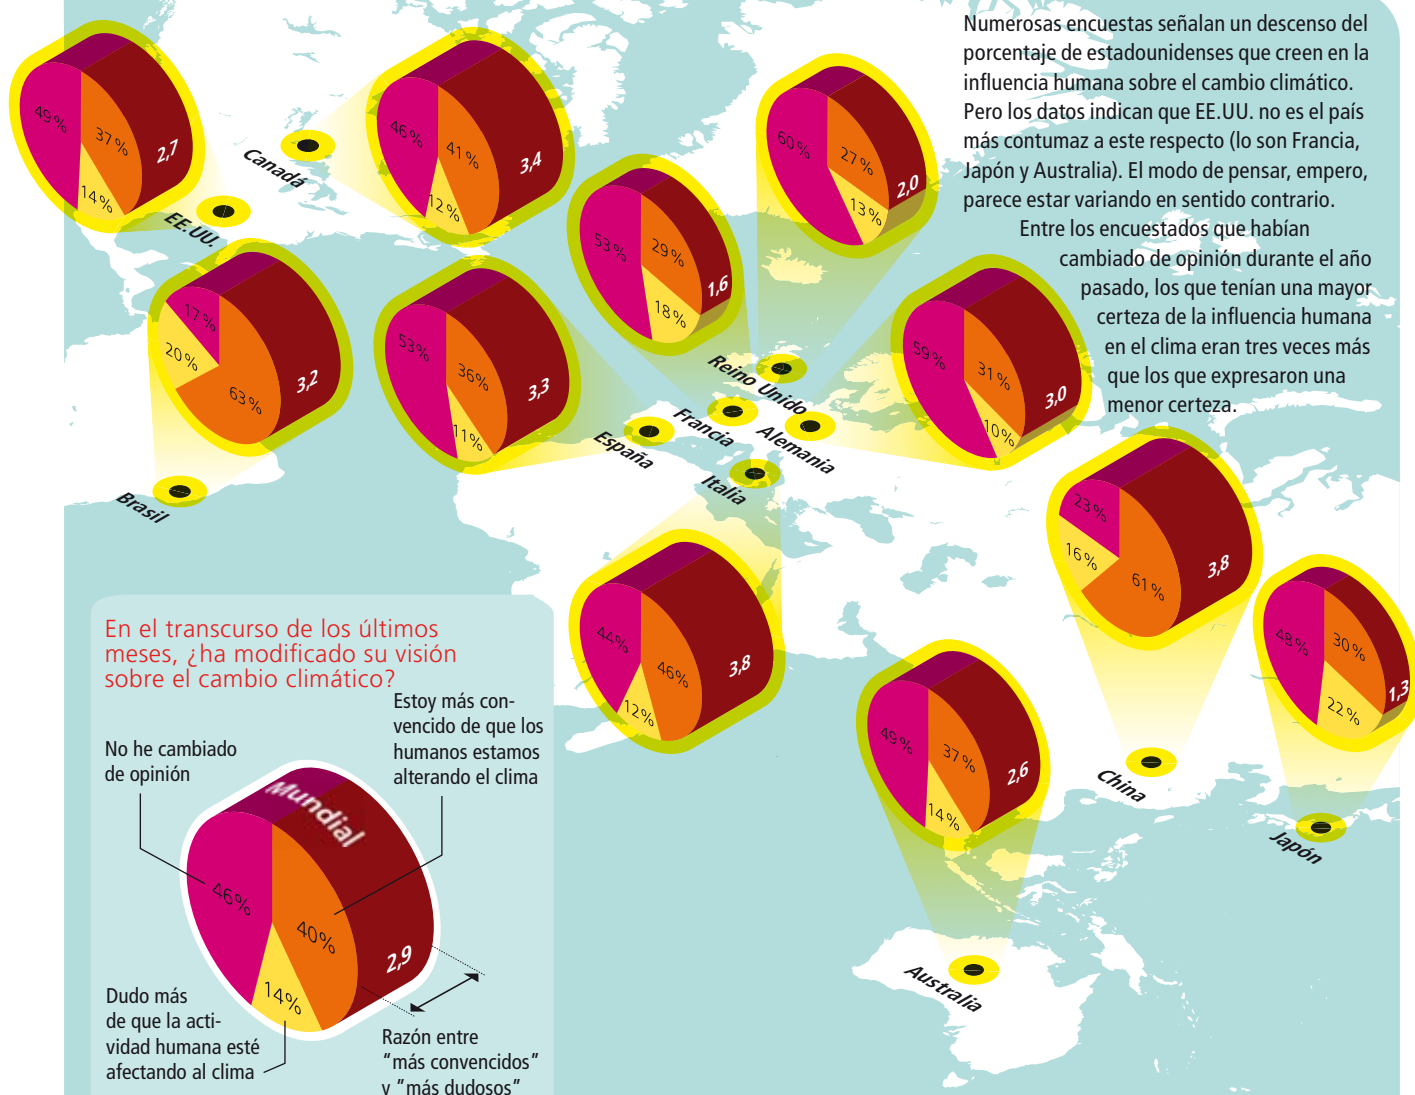 Numerosas encuestas señalan un descenso del
porcentaje de estadounidenses que creen en la
influencia humana sobre el cambio climático.
Pero los datos indican que EE.UU. no es el país
más contumaz a este respecto (lo son Francia,
Japón y Australia). El modo de pensar, empero,
parece estar variando en sentido contrario.
Entre los encuestados que habían
cambiado de opinión durante el año
pasado, los que tenían una mayor
certeza de la influencia humana
en el clima eran tres veces más
que los que expresaron una
menor certeza.
49%
37%
14%
2,7
EE.UU.
Canadá
46%
41%
12%
3,4
53%
29%
18%
1,6
60%
27%
13%
2,0
17%
20%
63%
3,2
Brasil
53%
36%
11%
3,3
59%
31%
10%
3,0
Reino Unido
Francia
Alemania
España
Italia
44%
46%
12%
3,8
23%
16%
61%
3,8
China
48%
30%
22%
1,3
Japón
49%
37%
14%
2,6
Australia
En el transcurso de los últimos
meses, ¿ha modificado su visión
sobre el cambio climático?
No he cambiado
de opinión
Estoy más con-
vencido de que los
humanos estamos
alterando el clima
Mundial
46%
40%
14%
2,9
Dudo más
de que la acti-
vidad humana esté
afectando al clima
Razón entre
“más convencidos”
y “más dudosos”